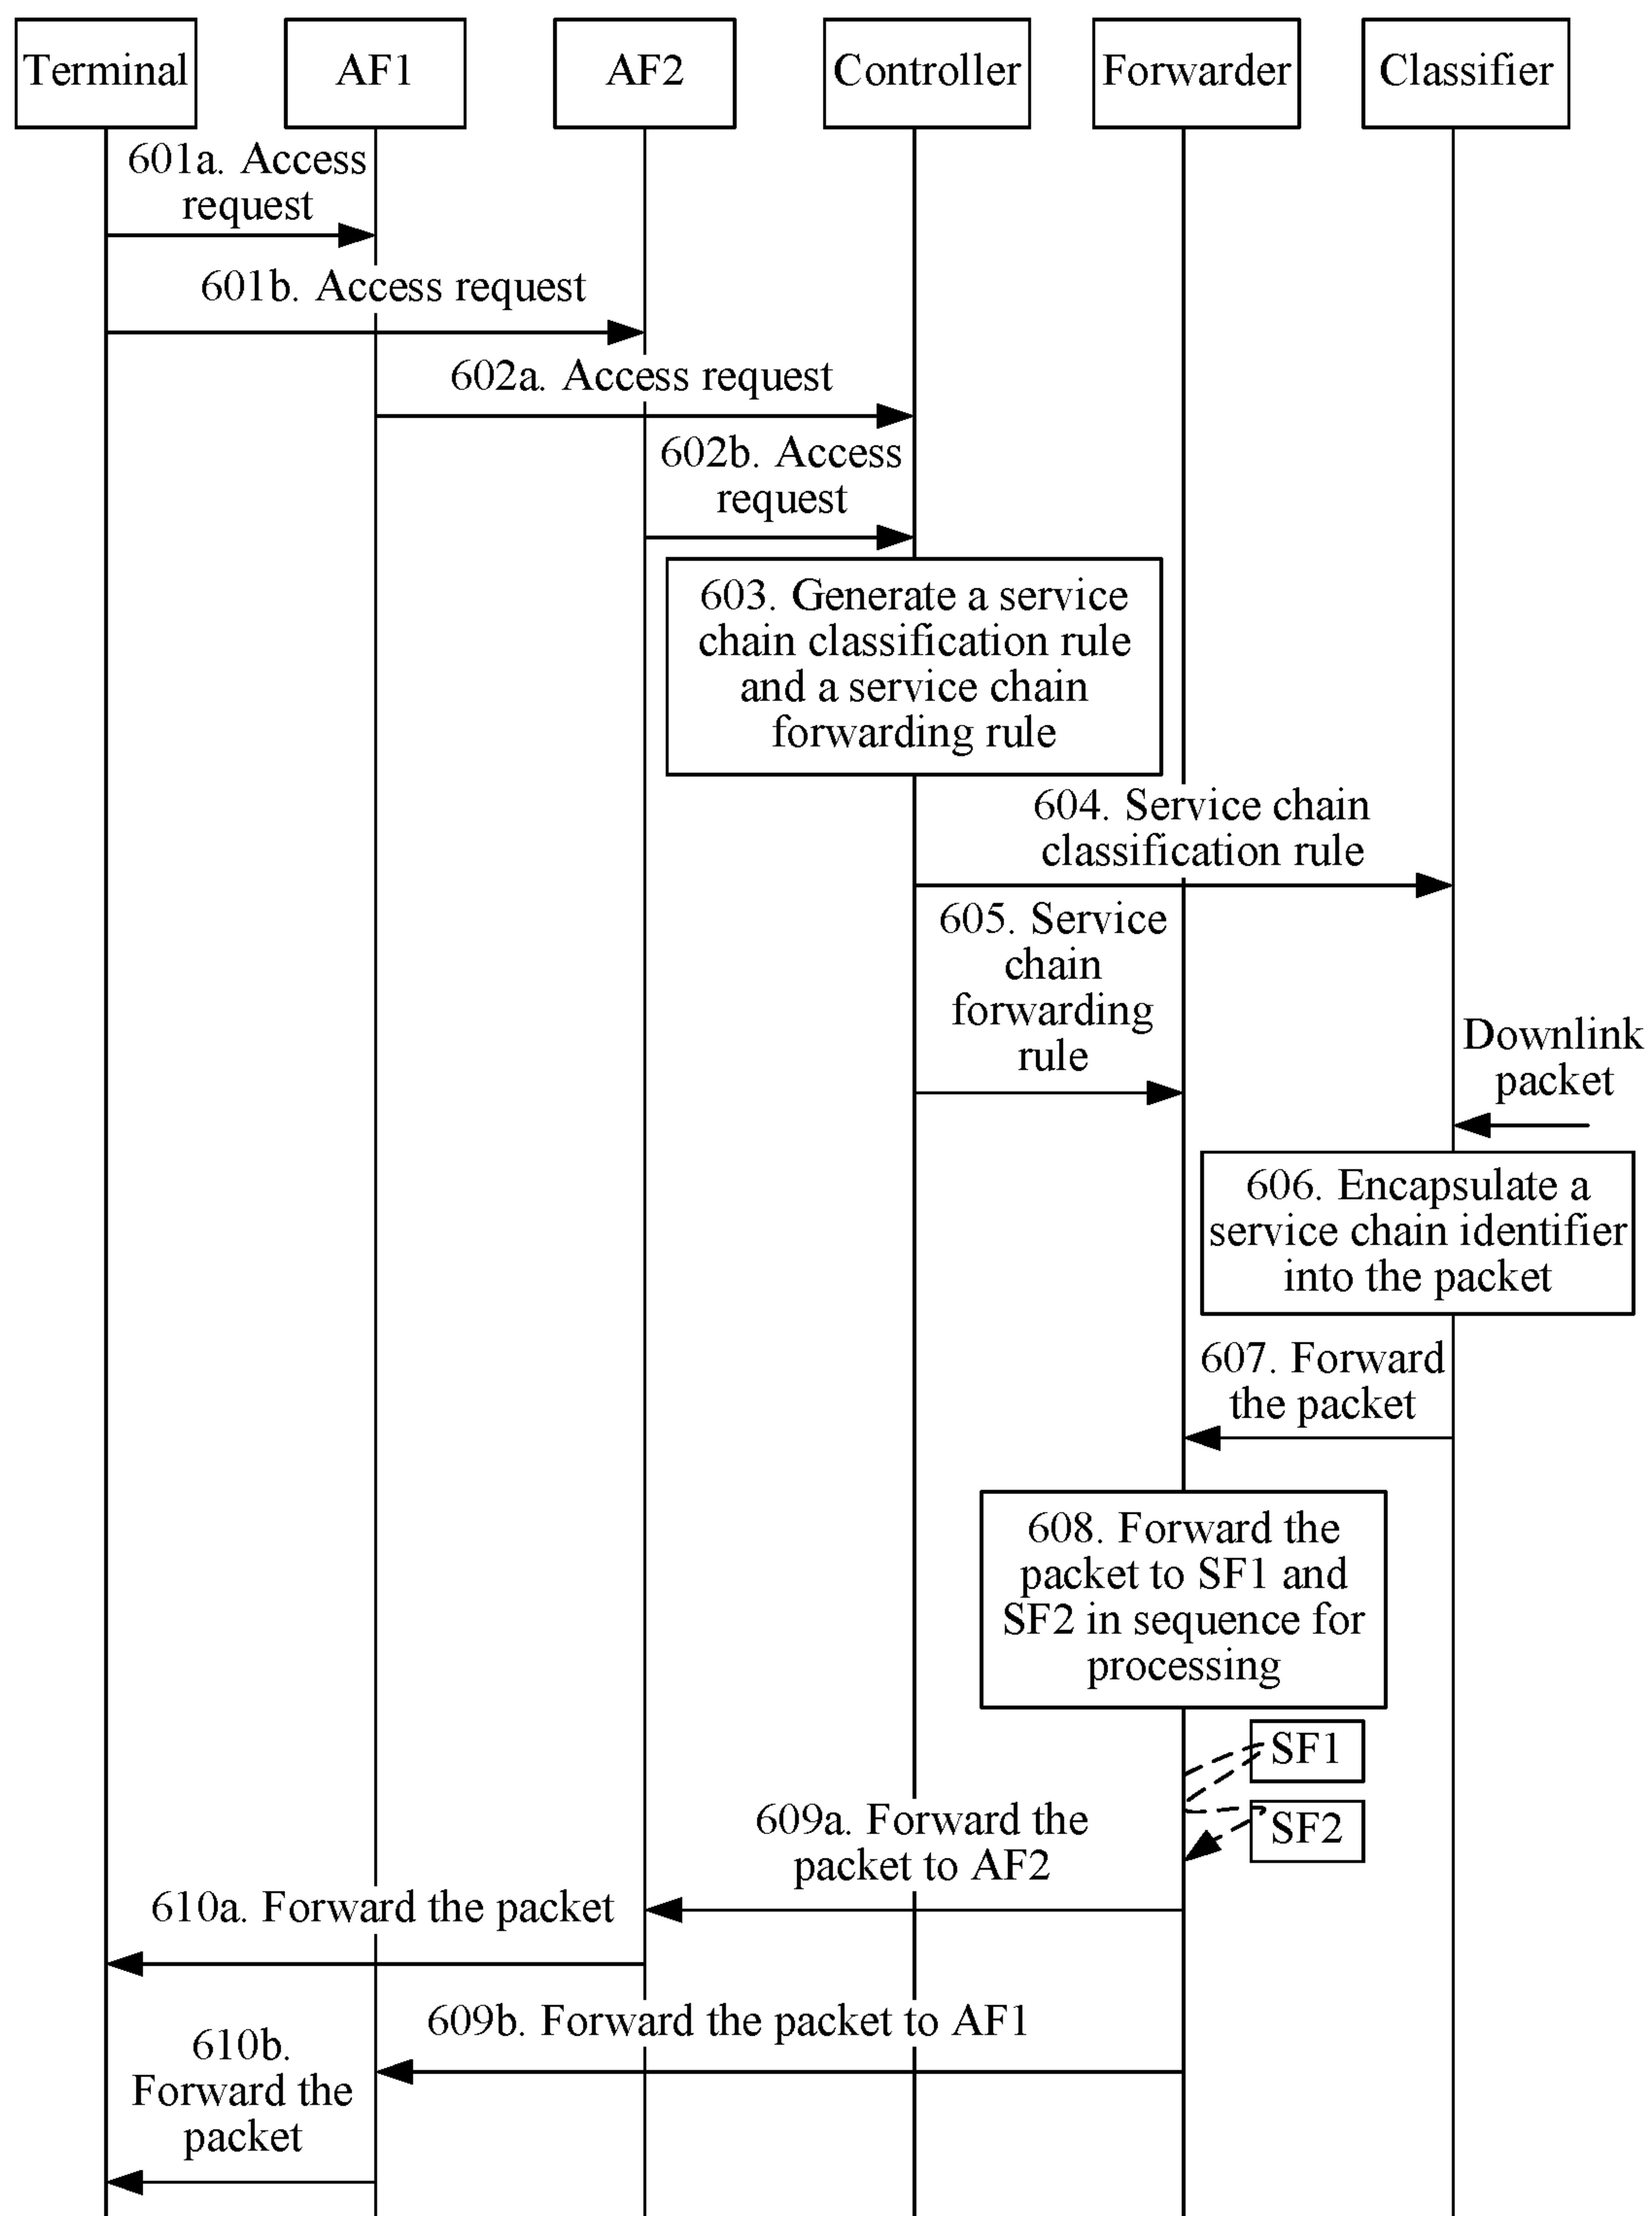 Terminal
AF1
AF2
Controller
Forwarder
Classifier
601a. Access
request
601b. Access request
602a. Access request
602b. Access
request
603. Generate a service
chain classification rule
and a service chain
forwarding rule
604. Service chain
classification rule
605. Service
chain
forwarding
rule
Downlink
packet
606. Encapsulate a
service chain identifier
into the packet
607. Forward
the packet
608. Forward the
packet to SF1 and
SF2 in sequence for
processing
SF1
SF2
609a. Forward the
packet to AF2
610a. Forward the packet
609b. Forward the packet to AF1
610b.
Forward the
packet